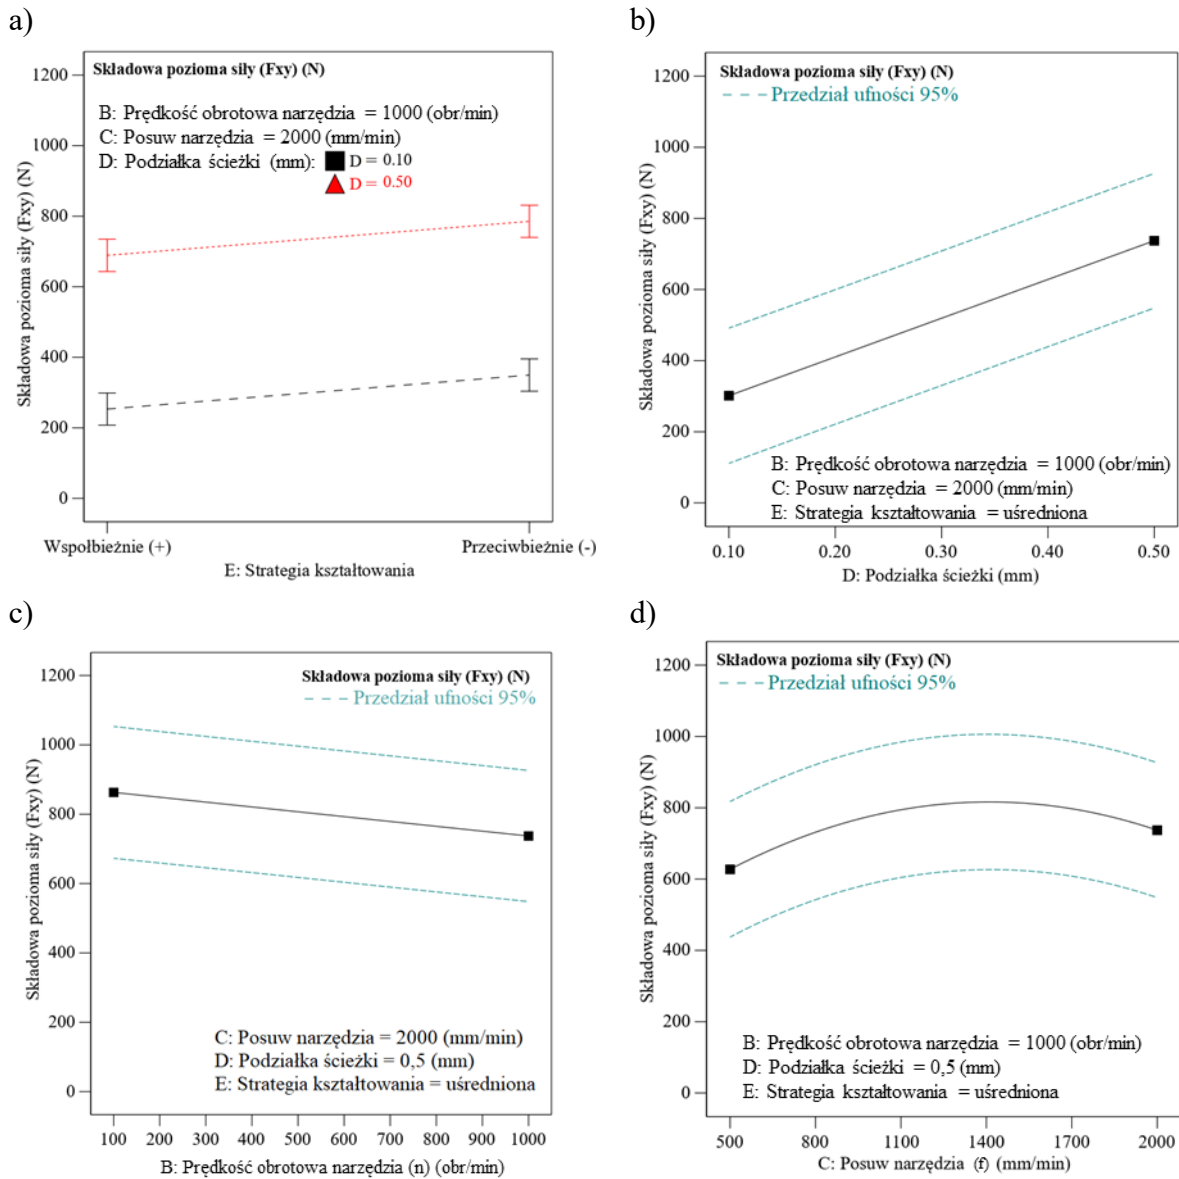 a)
Składowa pozioma siły (Fxy) (N)
B: Prędkość obrotowa narzędzia = 1000 (obr/min)
C: Posuw narzędzia = 2000 (mm/min)
D: Podziałka ścieżki (mm):
D = 0.10
D = 0.50
Składowa pozioma siły (Fxy) (N)
1200
1000
800
600
400
200
0
Wspołbieżnie (+)
Przeciwbieżnie (-)
E: Strategia kształtowania
b)
Składowa pozioma siły (Fxy) (N)
Przedział ufności 95%
Składowa pozioma siły (Fxy) (N)
1200
1000
800
600
400
200
0
B: Prędkość obrotowa narzędzia = 1000 (obr/min)
C: Posuw narzędzia = 2000 (mm/min)
E: Strategia kształtowania = uśredniona
0.10 0.20 0.30 0.40 0.50
D: Podziałka ścieżki (mm)
c)
Składowa pozioma siły (Fxy) (N)
Przedział ufności 95%
Składowa pozioma siły (Fxy) (N)
1200
1000
800
600
400
200
0
C: Posuw narzędzia = 2000 (mm/min)
D: Podziałka ścieżki = 0,5 (mm)
E: Strategia kształtowania = uśredniona
100 200 300 400 500 600 700 800 900 1000
B: Prędkość obrotowa narzędzia (n) (obr/min)
d)
Składowa pozioma siły (Fxy) (N)
Przedział ufności 95%
Składowa pozioma siły (Fxy) (N)
1200
1000
800
600
400
200
0
B: Prędkość obrotowa narzędzia = 1000 (obr/min)
D: Podziałka ścieżki = 0,5 (mm)
E: Strategia kształtowania = uśredniona
500 800 1100 1400 1700 2000
C: Posuw narzędzia (f) (mm/min)